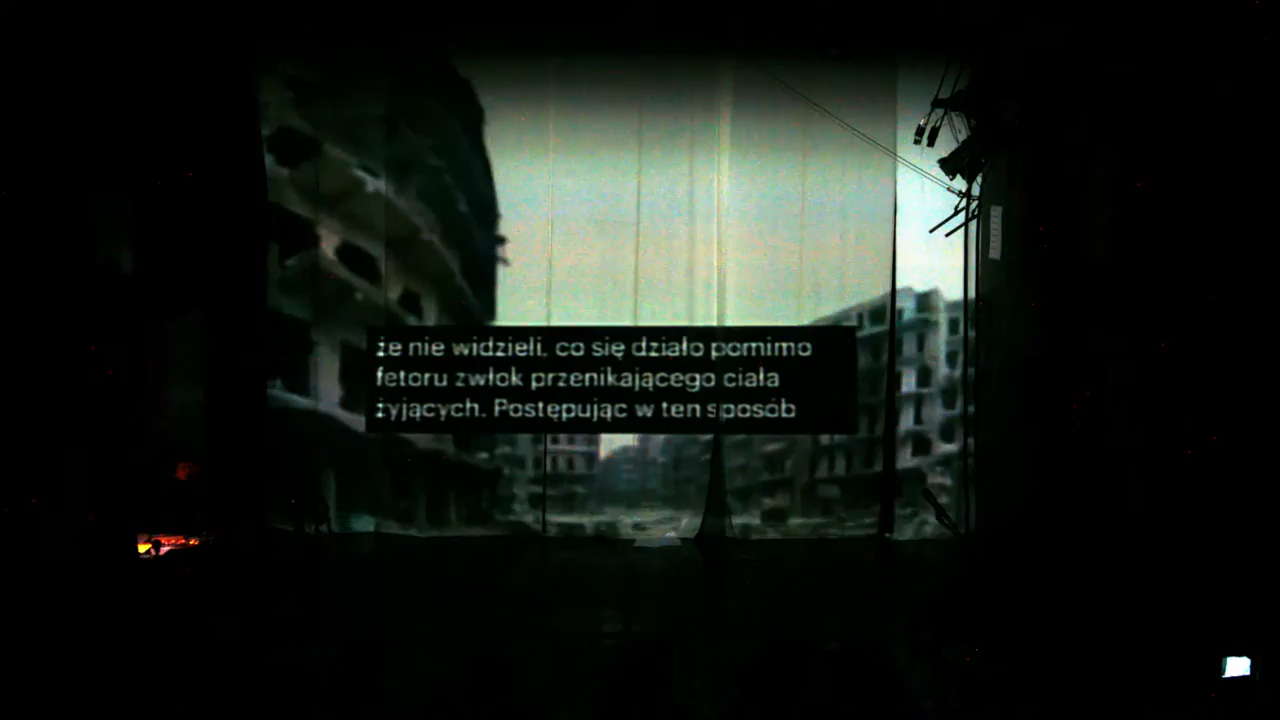 że nie widzieli, co się działo pomimo
fetoru zwłok przenikającego ciała
żyjących. Postępując w ten sposób